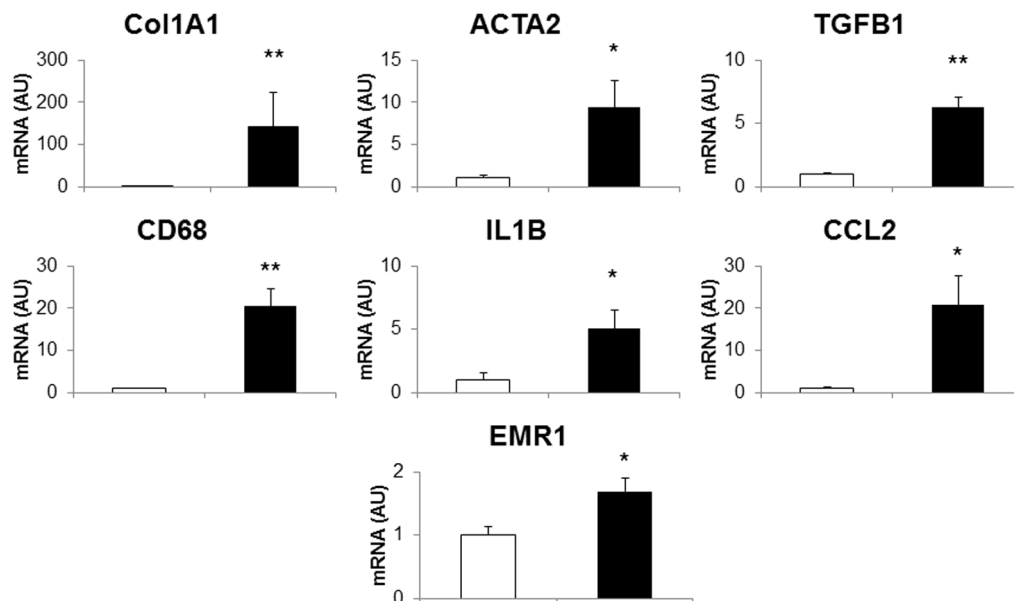 Col1A1
ACTA2
TGFB1
mRNA (AU)
300
200
100
0
**
mRNA (AU)
15
10
5
0
*
mRNA (AU)
10
5
0
**
CD68
IL1B
CCL2
mRNA (AU)
30
20
10
0
**
mRNA (AU)
10
5
0
*
mRNA (AU)
30
20
10
0
*
EMR1
mRNA (AU)
2
1
0
*